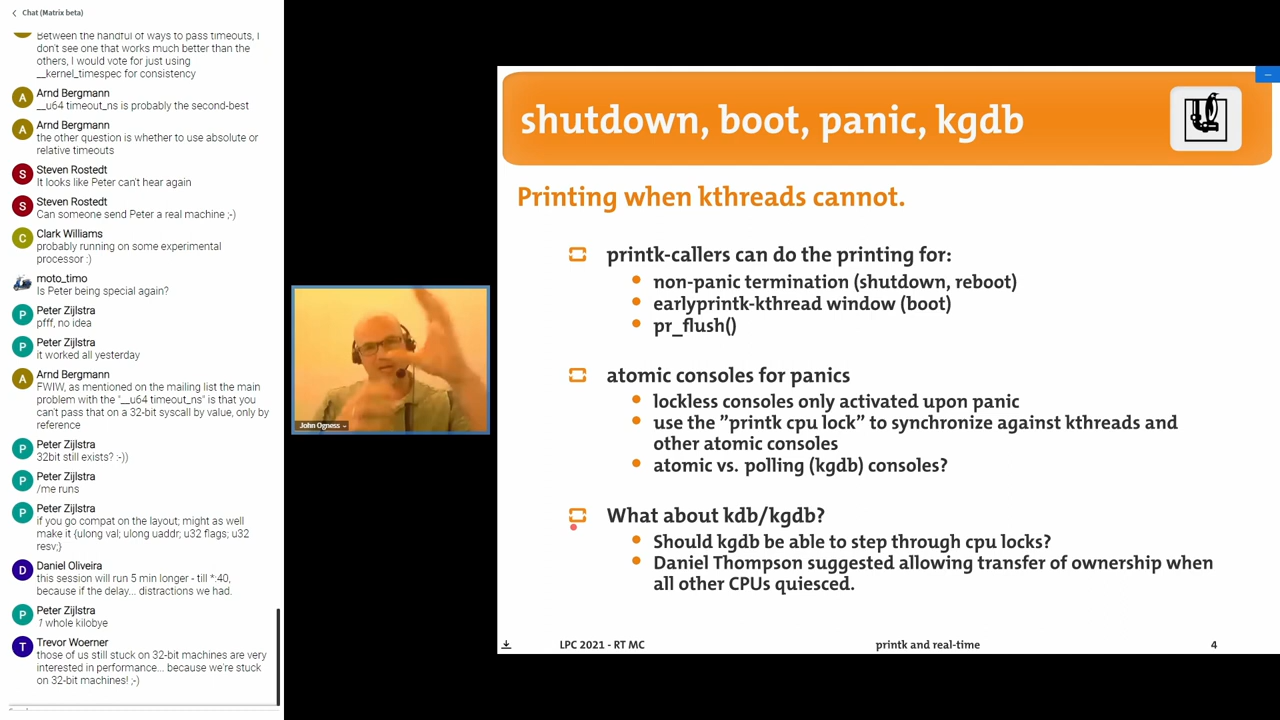 Chat (Matrix beta)
Between the handful of ways to pass timeouts, I
don't see one that works much better than the
others, I would vote for just using
__kernel_timespec for consistency
A
Arnd Bergmann
__u64 timeout_ns is probably the second-best
A
Arnd Bergmann
the other question is whether to use absolute or
relative timeouts
S
Steven Rostedt
It looks like Peter can't hear again
S
Steven Rostedt
Can someone send Peter a real machine ;-)
C
Clark Williams
probably running on some experimental
processor :)
moto_timo
Is Peter being special again?
P
Peter Zijlstra
pfff, no idea
P
Peter Zijlstra
it worked all yesterday
A
Arnd Bergmann
FWIW, as mentioned on the mailing list the main
problem with the "__u64 timeout_ns" is that you
can't pass that on a 32-bit syscall by value, only by
reference
P
Peter Zijlstra
32bit still exists? :-))
P
Peter Zijlstra
/me runs
P
Peter Zijlstra
if you go compat on the layout; might as well
make it {ulong val; ulong uaddr; u32 flags; u32
resv;}
D
Daniel Oliveira
this session will run 5 min longer - till *:40,
because if the delay... distractions we had.
P
Peter Zijlstra
1 whole kilobye
T
Trevor Woerner
those of us still stuck on 32-bit machines are very
interested in performance... because we're stuck
on 32-bit machines! ;-)
John Ogness
shutdown, boot, panic, kgdb
Printing when kthreads cannot.
printk-callers can do the printing for:
non-panic termination (shutdown, reboot)
earlyprintk-kthread window (boot)
pr_flush()
atomic consoles for panics
lockless consoles only activated upon panic
use the ”printk cpu lock” to synchronize against kthreads and
other atomic consoles
atomic vs. polling (kgdb) consoles?
What about kdb/kgdb?
Should kgdb be able to step through cpu locks?
Daniel Thompson suggested allowing transfer of ownership when
all other CPUs quiesced.
LPC 2021 - RT MC
printk and real-time
4